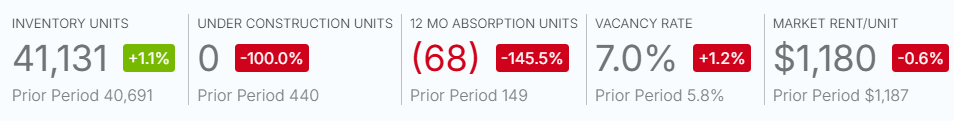 INVENTORY UNITS
41,131 +1.1%
Prior Period 40,691
UNDER CONSTRUCTION UNITS
0 -100.0%
Prior Period 440
12 MO ABSORPTION UNITS
(68) -145.5%
Prior Period 149
VACANCY RATE
7.0% +1.2%
Prior Period 5.8%
MARKET RENT/UNIT
$1,180 -0.6%
Prior Period $1,187